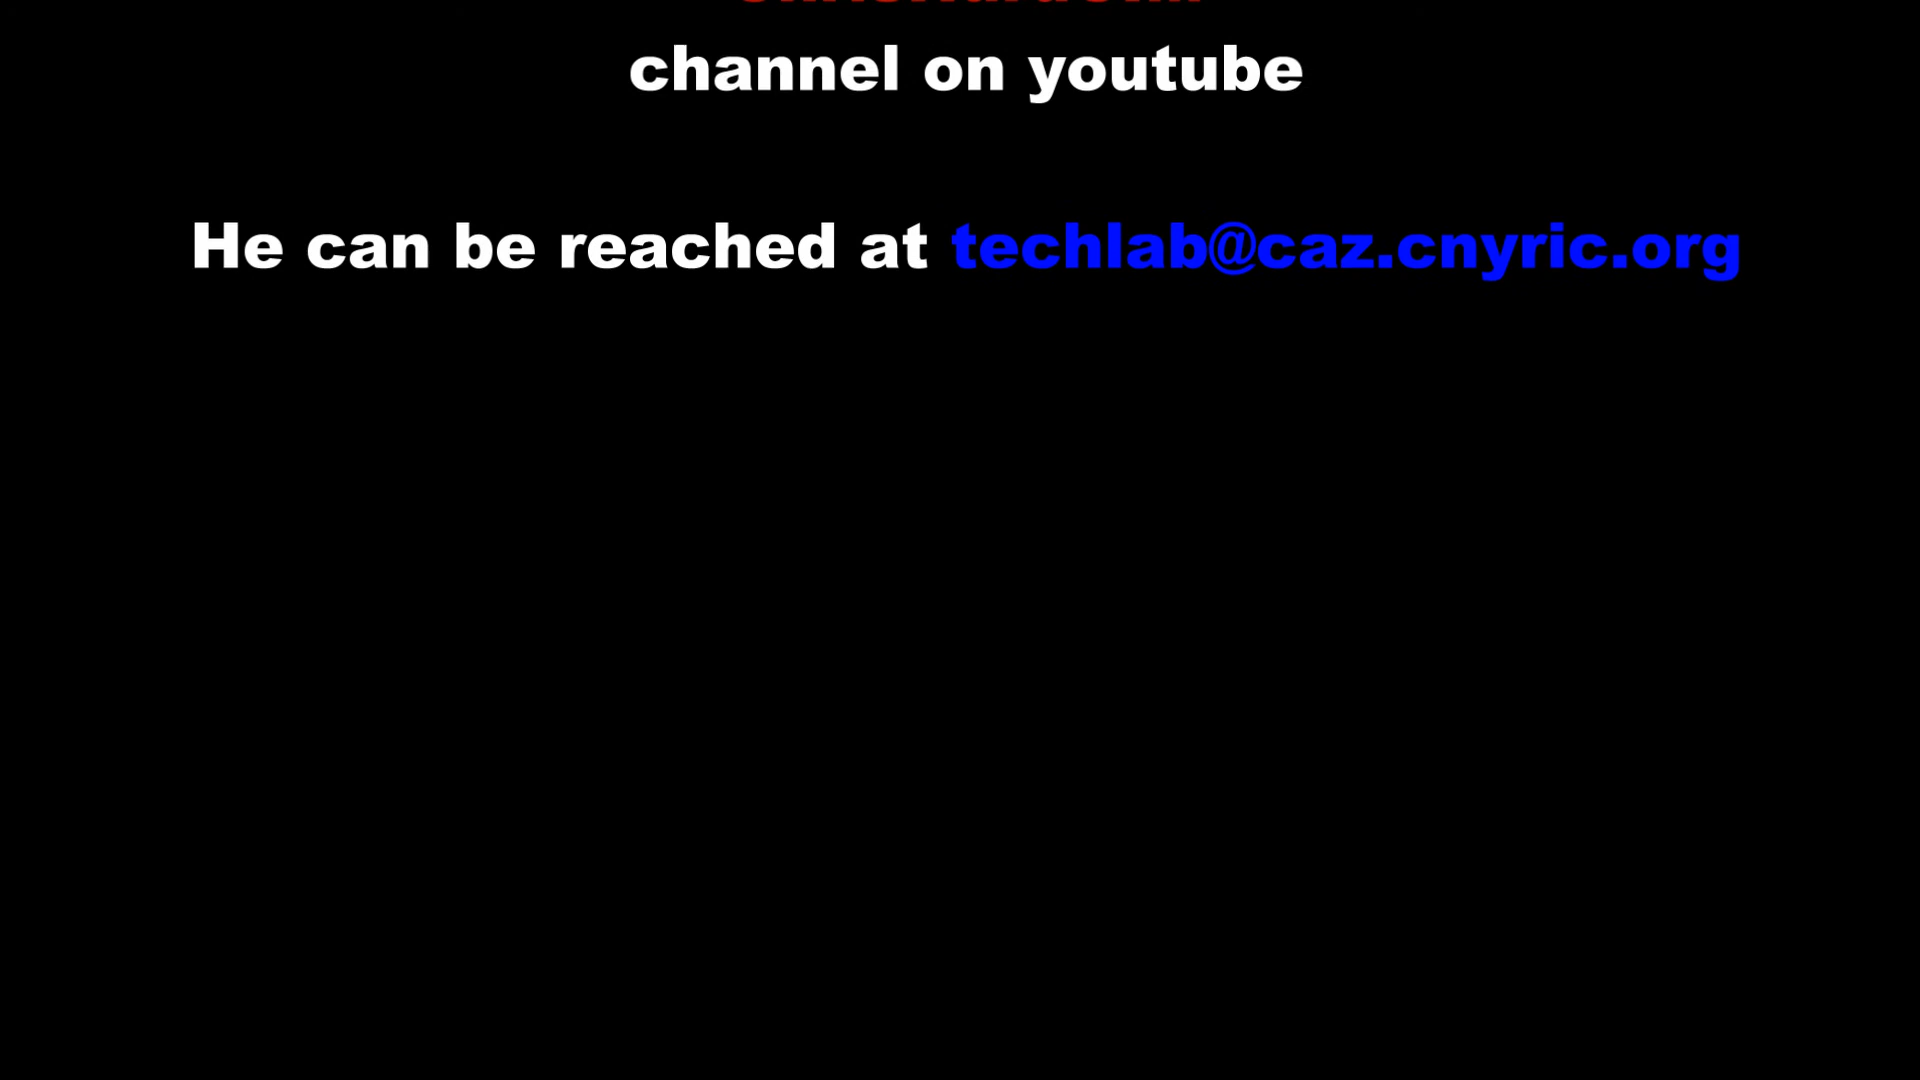 channel on youtube
He can be reached at techlab@caz.cnyric.org